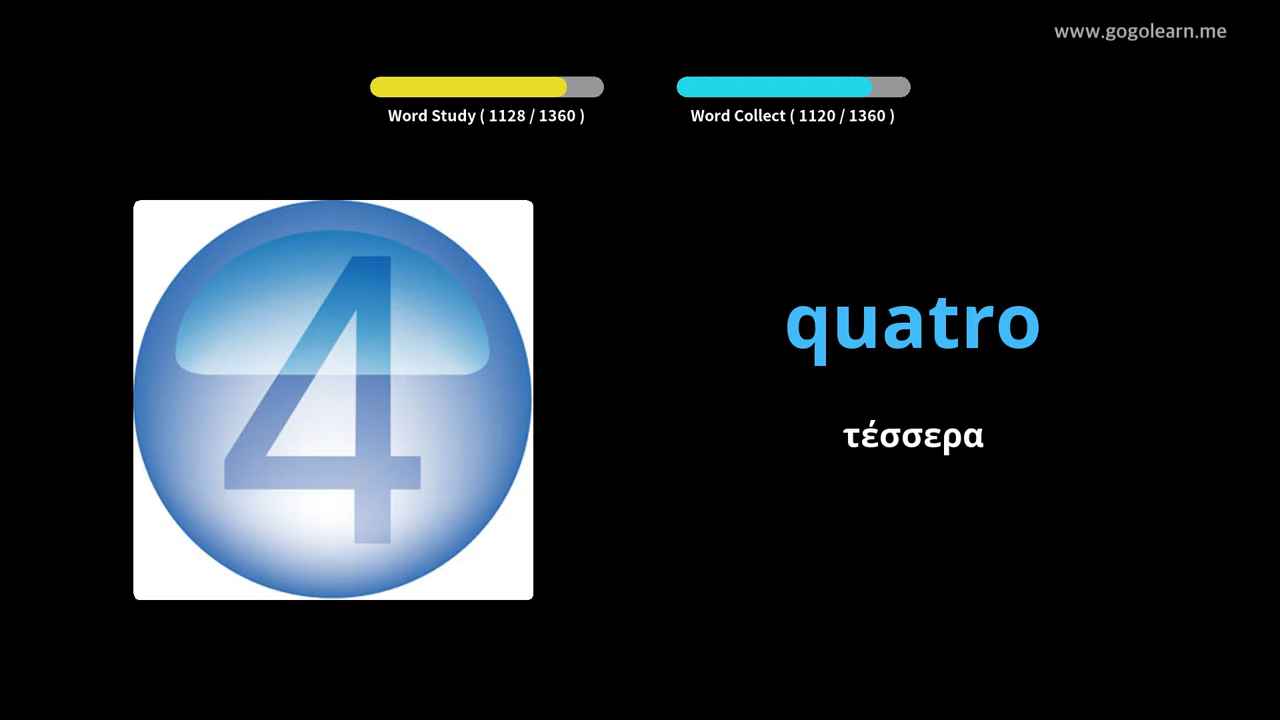 www.gogolearn.me
Word Study ( 1128 / 1360 )
Word Collect ( 1120 / 1360 )
4
quatro
τέσσερα